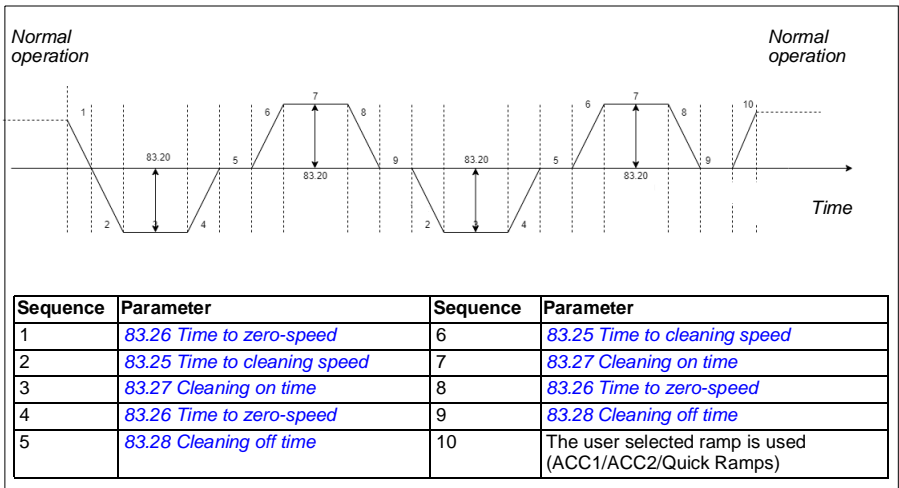 Normal operation
Normal operation
1
6
7
8
6
7
8
10
83.20
5
83.20
9
83.20
5
83.20
9
Time
2
3
4
2
3
4
Sequence Parameter Sequence Parameter
1 83.26 Time to zero-speed 6 83.25 Time to cleaning speed
2 83.25 Time to cleaning speed 7 83.27 Cleaning on time
3 83.27 Cleaning on time 8 83.26 Time to zero-speed
4 83.26 Time to zero-speed 9 83.28 Cleaning off time
5 83.28 Cleaning off time 10 The user selected ramp is used
(ACC1/ACC2/Quick Ramps)